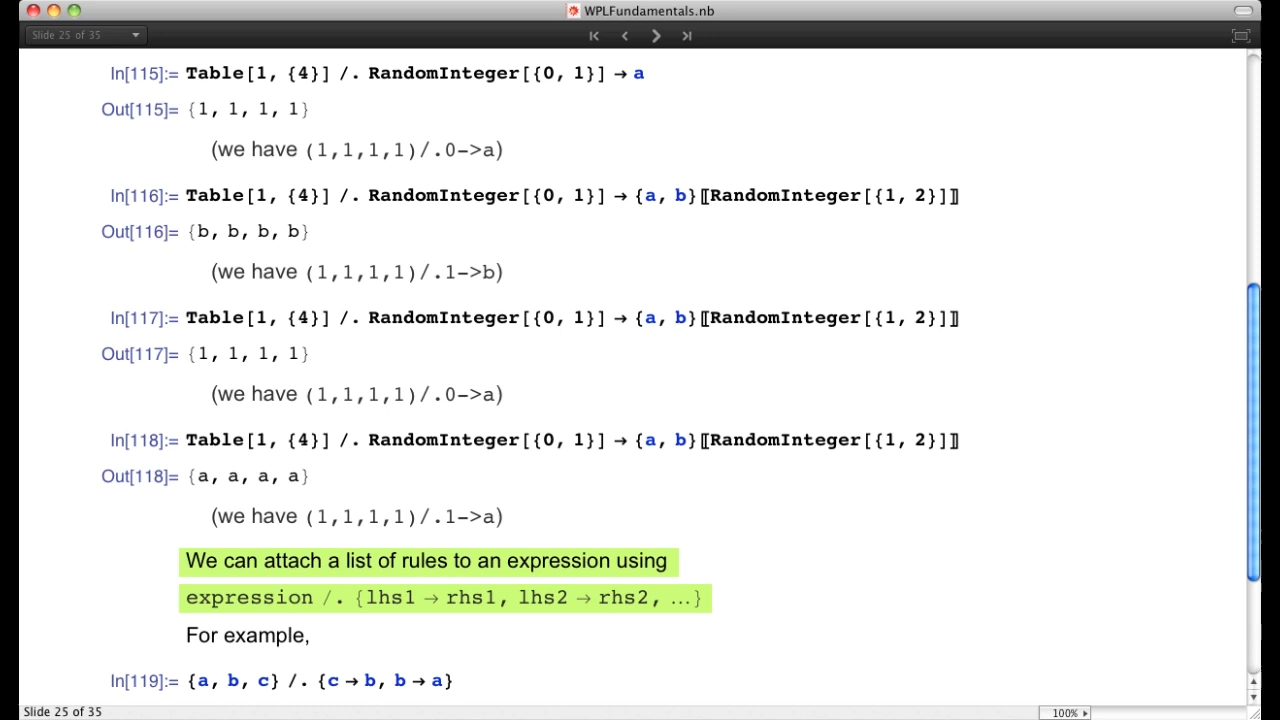 WPLFundamentals.nb
Slide 25 of 35
In[115]:= Table[1, {4}] /. RandomInteger[{0, 1}] → a
Out[115]= {1, 1, 1, 1}
(we have (1,1,1,1)/.0->a)
In[116]:= Table[1, {4}] /. RandomInteger[{0, 1}] → {a, b}〚RandomInteger[{1, 2}]〛
Out[116]= {b, b, b, b}
(we have (1,1,1,1)/.1->b)
In[117]:= Table[1, {4}] /. RandomInteger[{0, 1}] → {a, b}〚RandomInteger[{1, 2}]〛
Out[117]= {1, 1, 1, 1}
(we have (1,1,1,1)/.0->a)
In[118]:= Table[1, {4}] /. RandomInteger[{0, 1}] → {a, b}〚RandomInteger[{1, 2}]〛
Out[118]= {a, a, a, a}
(we have (1,1,1,1)/.1->a)
We can attach a list of rules to an expression using
expression /. {lhs1 → rhs1, lhs2 → rhs2, …}
For example,
In[119]:= {a, b, c} /. {c → b, b → a}
Slide 25 of 35
100%